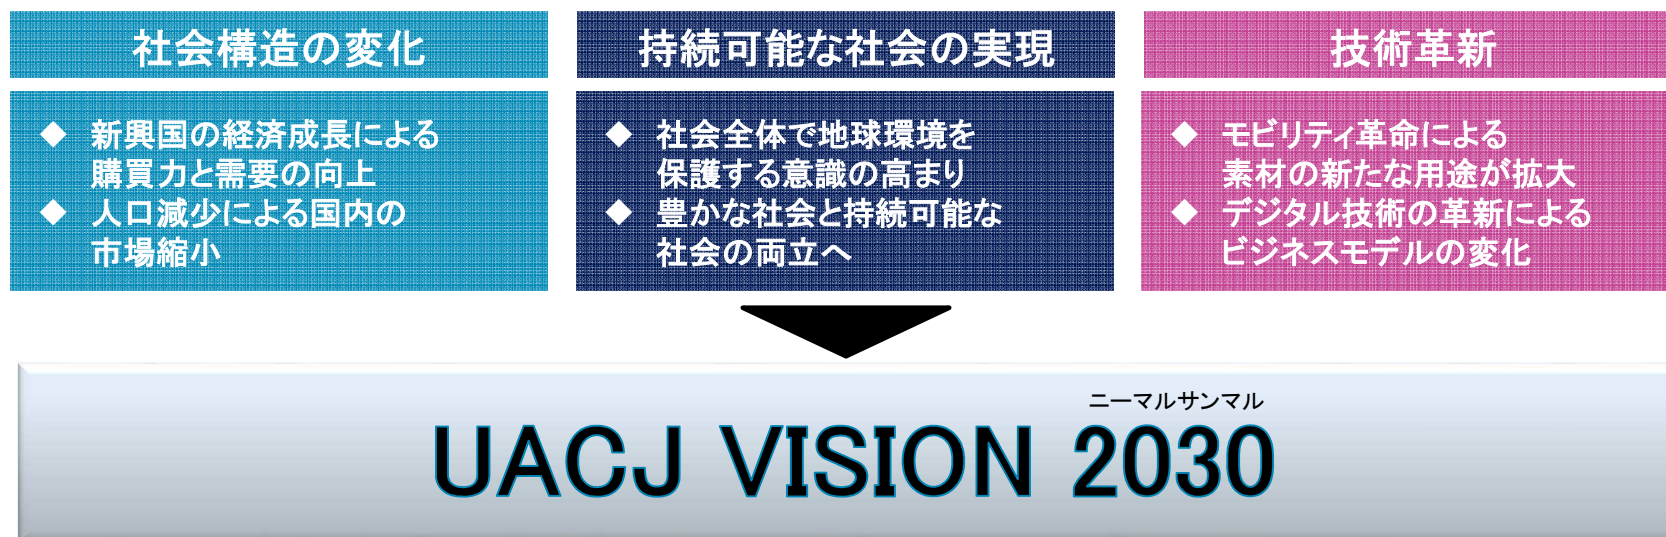 社会構造の変化
◆ 新興国の経済成長による
購買力と需要の向上
◆ 人口減少による国内の
市場縮小
持続可能な社会の実現
◆ 社会全体で地球環境を
保護する意識の高まり
◆ 豊かな社会と持続可能な
社会の両立へ
技術革新
◆ モビリティ革命による
素材の新たな用途が拡大
◆ デジタル技術の革新による
ビジネスモデルの変化
ニーマルサンマル
UACJ VISION 2030